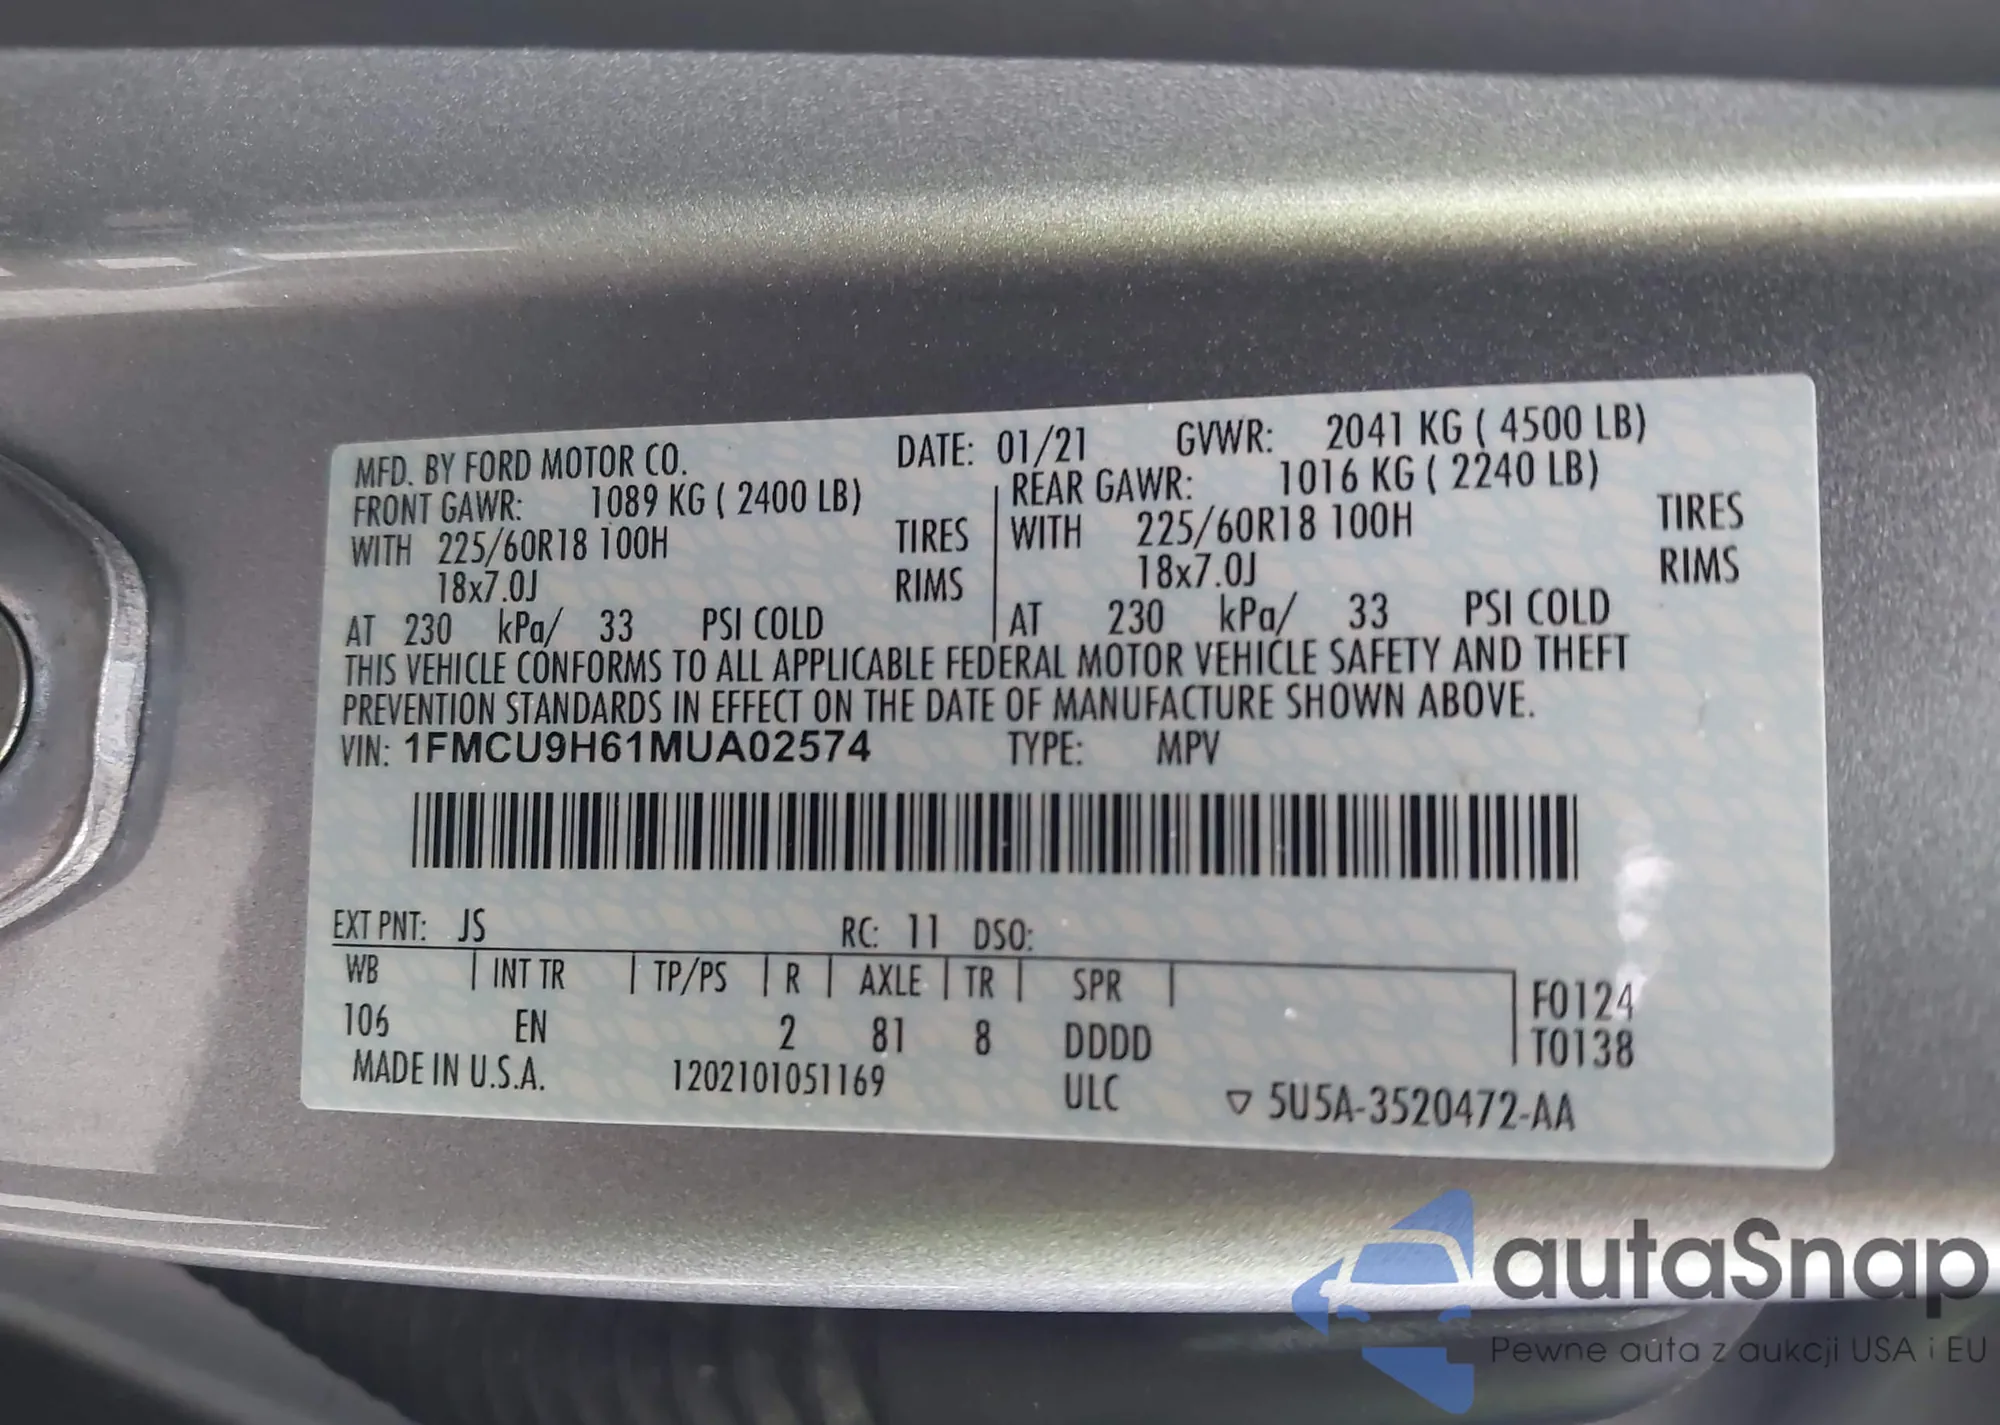 MFD. BY FORD MOTOR CO. DATE: 01/21 GVWR: 2041 KG ( 4500 LB)
FRONT GAWR: 1089 KG ( 2400 LB) REAR GAWR: 1016 KG ( 2240 LB)
WITH 225/60R18 100H TIRES WITH 225/60R18 100H TIRES
18x7.0J RIMS 18x7.0J RIMS
AT 230 kPa/ 33 PSI COLD AT 230 kPa/ 33 PSI COLD
THIS VEHICLE CONFORMS TO ALL APPLICABLE FEDERAL MOTOR VEHICLE SAFETY AND THEFT
PREVENTION STANDARDS IN EFFECT ON THE DATE OF MANUFACTURE SHOWN ABOVE.
VIN: 1FMCU9H61MUA02574 TYPE: MPV
EXT PNT: JS RC: 11 DSO:
WB INT TR TP/PS R AXLE TR SPR F0124
106 EN 2 81 8 DDDD T0138
MADE IN U.S.A. 1202101051169 ULC ▽ 5U5A-3520472-AA
autaSnap
Pewne auta z aukcji USA i EU